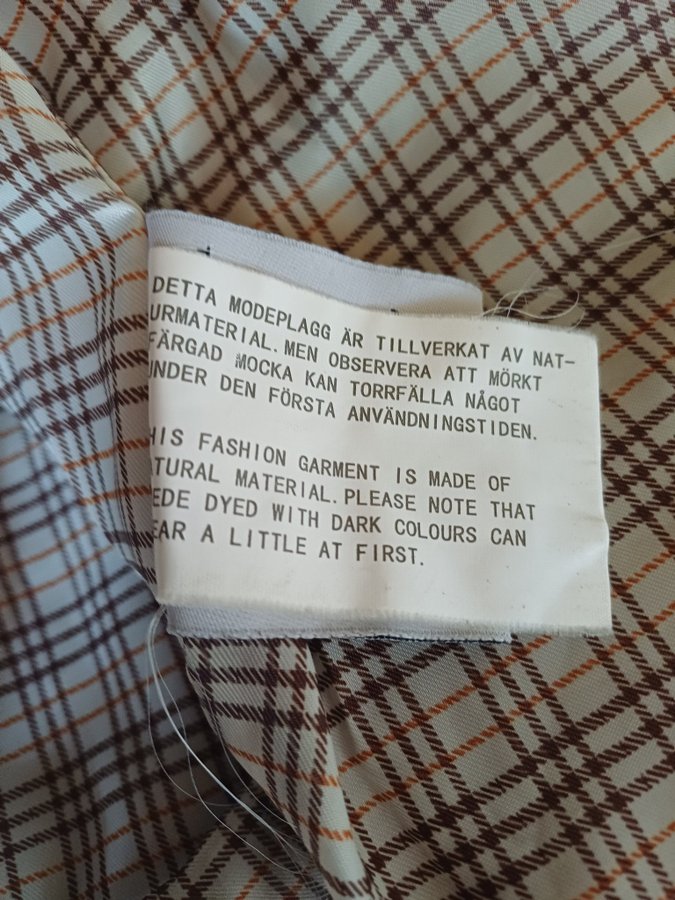 DETTA MODEPLAGG ÄR TILLVERKAT AV NAT-
URMATERIAL. MEN OBSERVERA ATT MÖRKT
FÄRGAD MOCKA KAN TORRFÄLLA NÅGOT
UNDER DEN FÖRSTA ANVÄNDNINGSTIDEN.
HIS FASHION GARMENT IS MADE OF
TURAL MATERIAL. PLEASE NOTE THAT
EDE DYED WITH DARK COLOURS CAN
EAR A LITTLE AT FIRST.